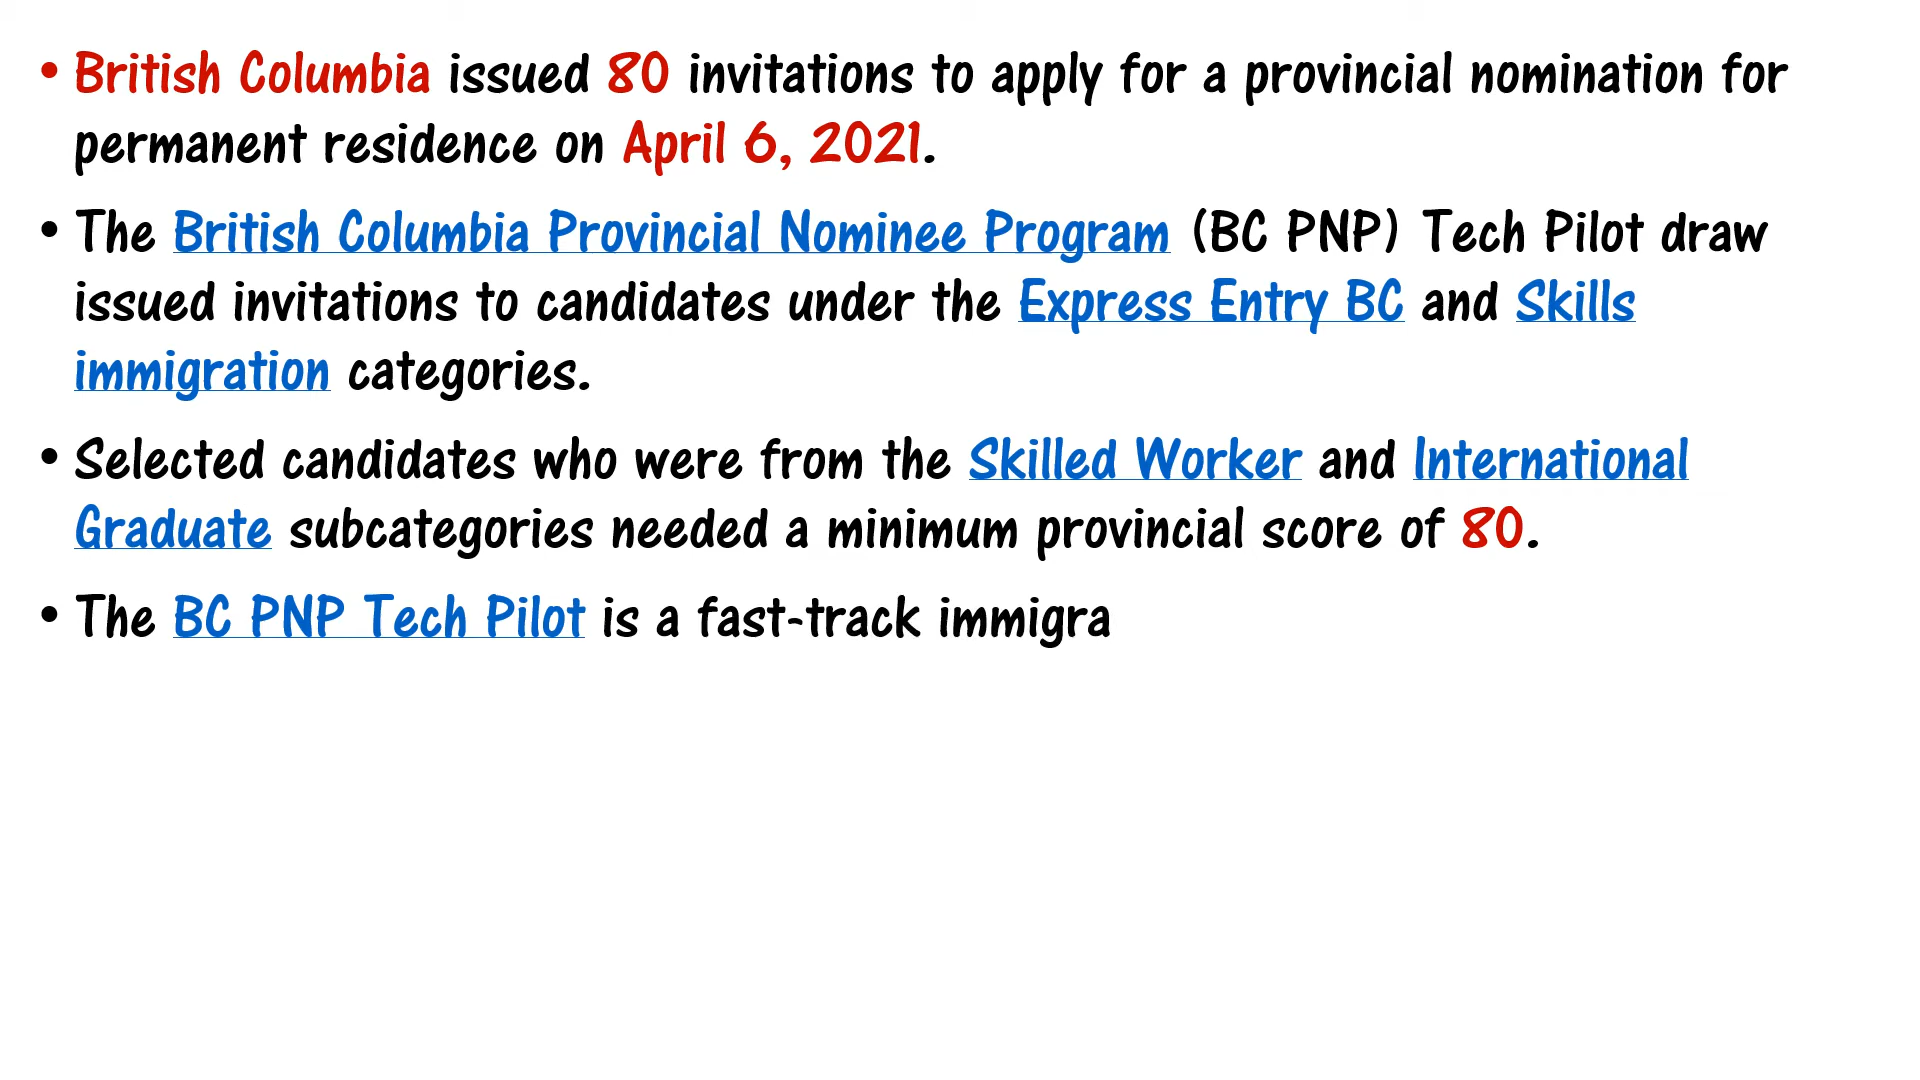 • British Columbia issued 80 invitations to apply for a provincial nomination for
permanent residence on April 6, 2021.
• The British Columbia Provincial Nominee Program (BC PNP) Tech Pilot draw
issued invitations to candidates under the Express Entry BC and Skills
immigration categories.
• Selected candidates who were from the Skilled Worker and International
Graduate subcategories needed a minimum provincial score of 80.
• The BC PNP Tech Pilot is a fast-track immigra